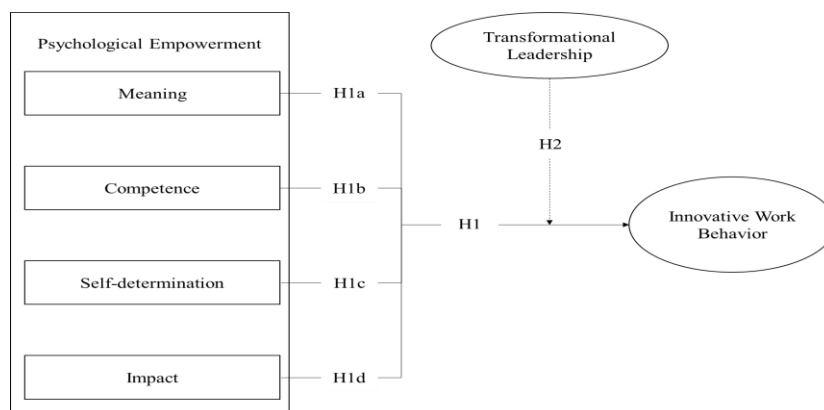 Psychological Empowerment
Meaning
Competence
Self-determination
Impact
H1a
H1b
H1c
H1d
H1
Transformational
Leadership
H2
Innovative Work
Behavior